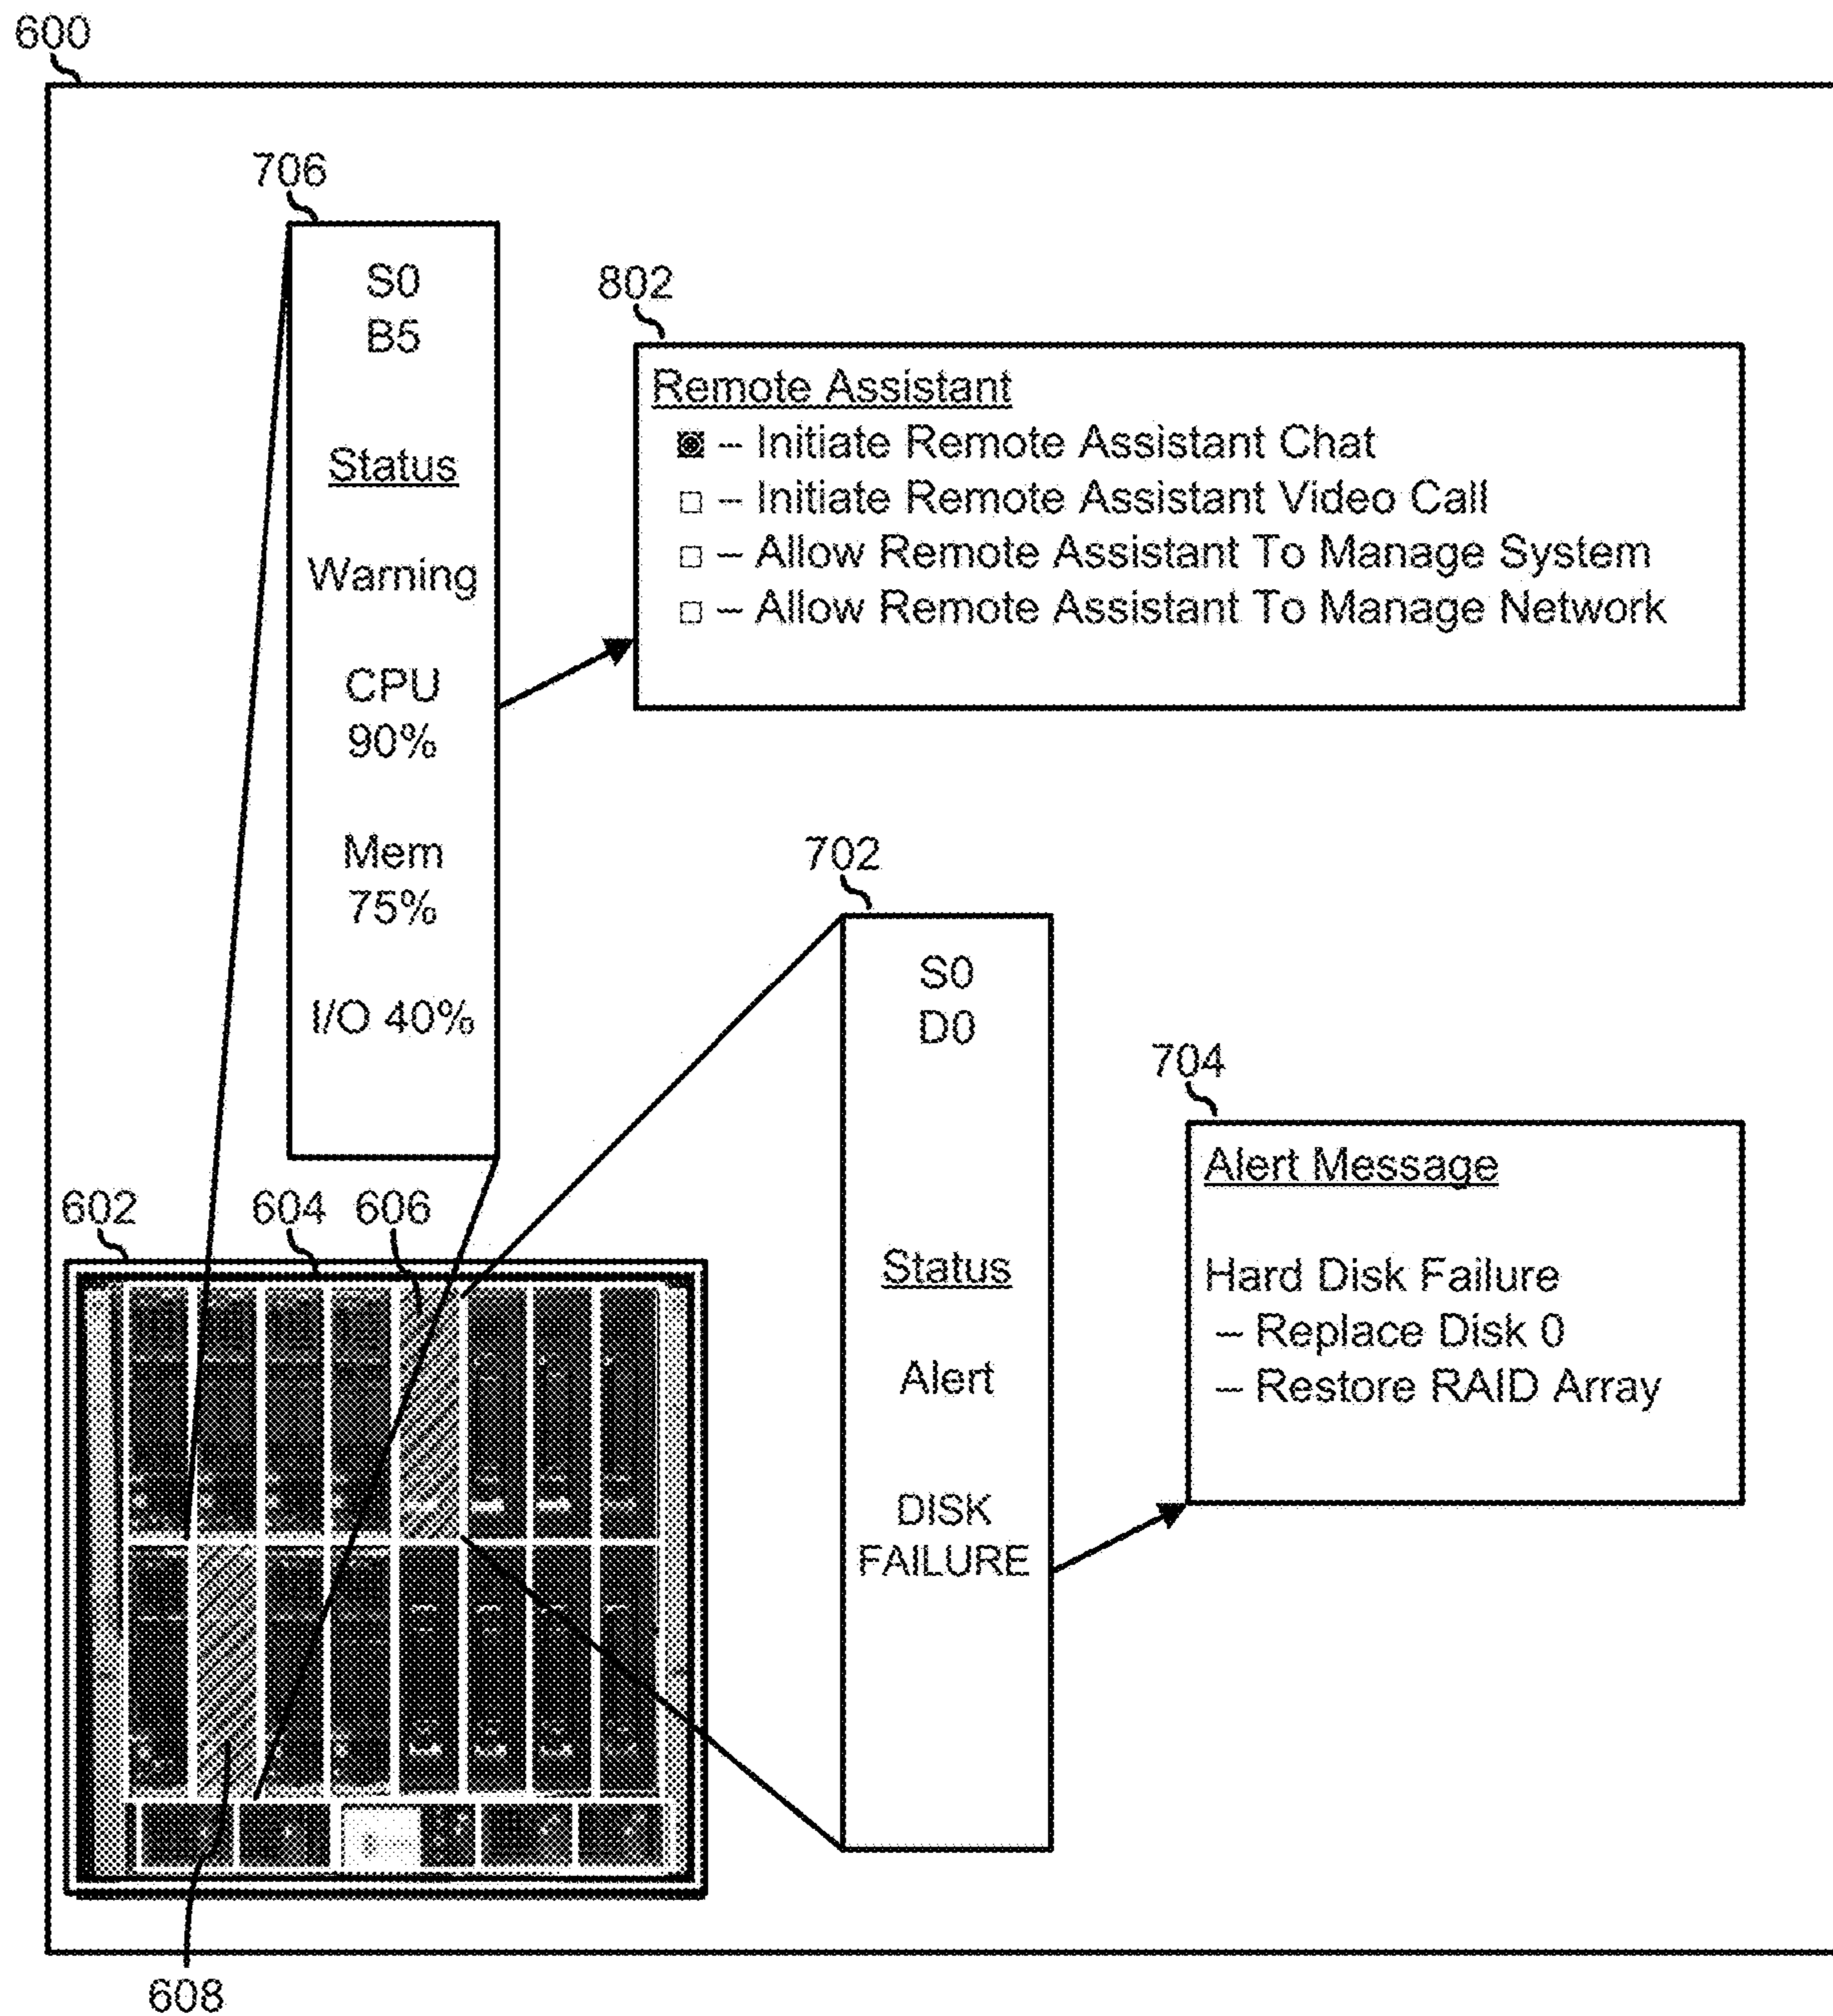 600
706
S0
B5
Status
Warning
CPU
90%
Mem
75%
I/O 40%
802
Remote Assistant
– Initiate Remote Assistant Chat
– Initiate Remote Assistant Video Call
– Allow Remote Assistant To Manage System
– Allow Remote Assistant To Manage Network
702
S0
D0
Status
Alert
DISK
FAILURE
704
Alert Message
Hard Disk Failure
– Replace Disk 0
– Restore RAID Array
602
604
606
608